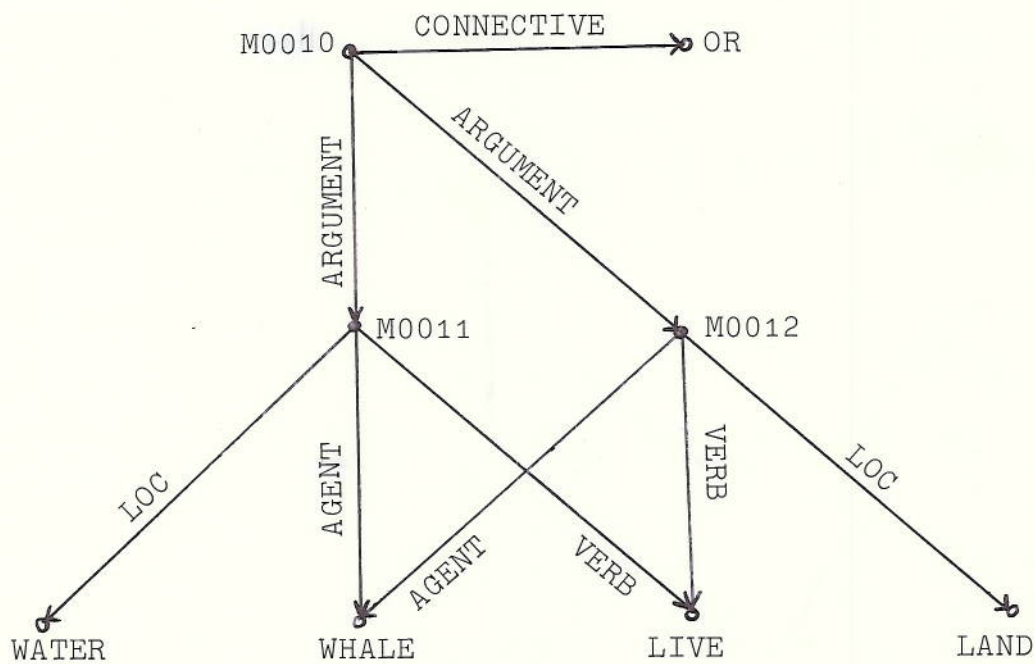 CONNECTIVE
M0010 OR
ARGUMENT
ARGUMENT
M0011 M0012
LOC
AGENT
AGENT
VERB
VERB
LOC
WATER WHALE LIVE LAND